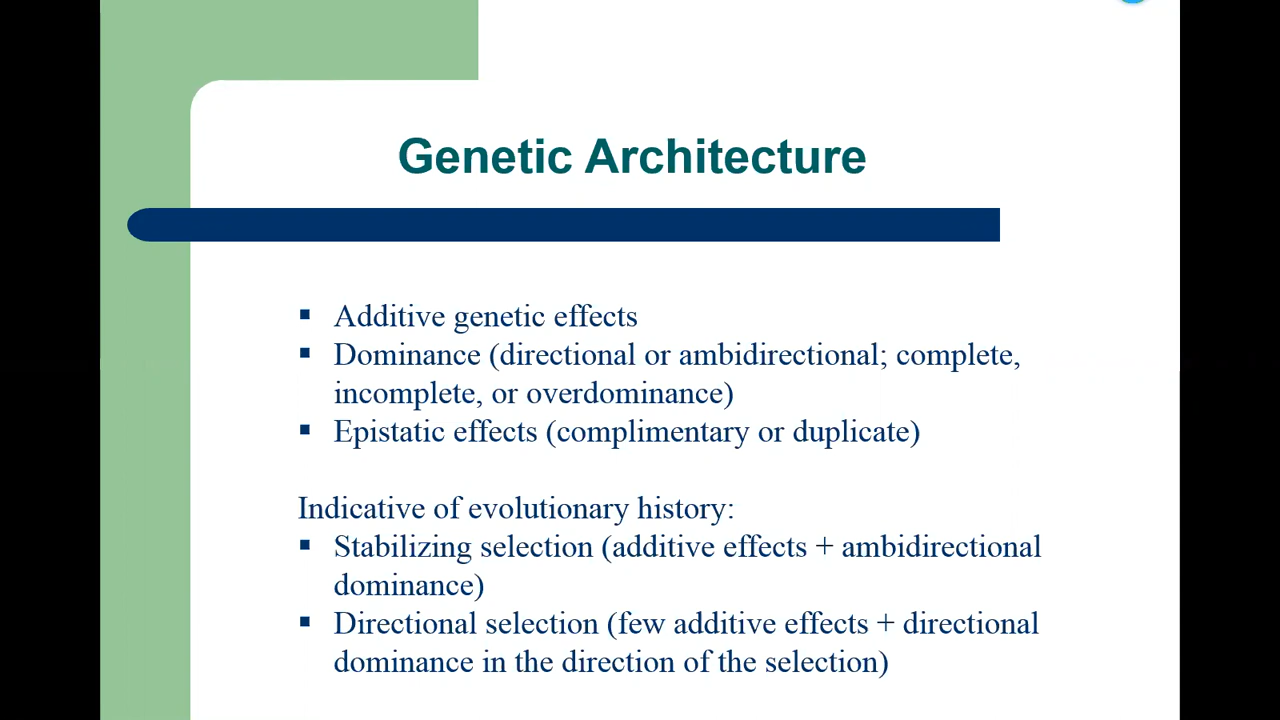 Genetic Architecture
▪ Additive genetic effects
▪ Dominance (directional or ambidirectional; complete,
incomplete, or overdominance)
▪ Epistatic effects (complimentary or duplicate)
Indicative of evolutionary history:
▪ Stabilizing selection (additive effects + ambidirectional
dominance)
▪ Directional selection (few additive effects + directional
dominance in the direction of the selection)